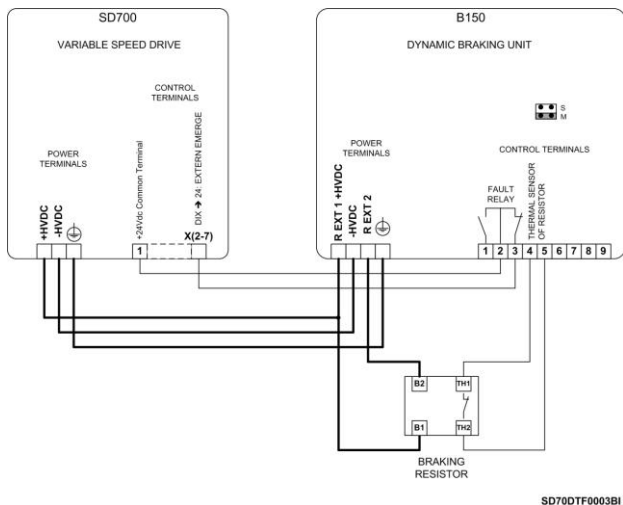 SD700
VARIABLE SPEED DRIVE
CONTROL
TERMINALS
POWER
TERMINALS
+HVDC
-HVDC
+24Vdc Common Terminal
DIX ➔ 24: EXTERN EMERGE
1
X(2-7)
B150
DYNAMIC BRAKING UNIT
S
M
POWER
TERMINALS
CONTROL TERMINALS
R EXT 1 +HVDC
-HVDC
R EXT 2
FAULT
RELAY
THERMAL SENSOR
OF RESISTOR
1 2 3 4 5 6 7 8 9
B2 TH1
B1 TH2
BRAKING
RESISTOR
SD70DTF0003BI